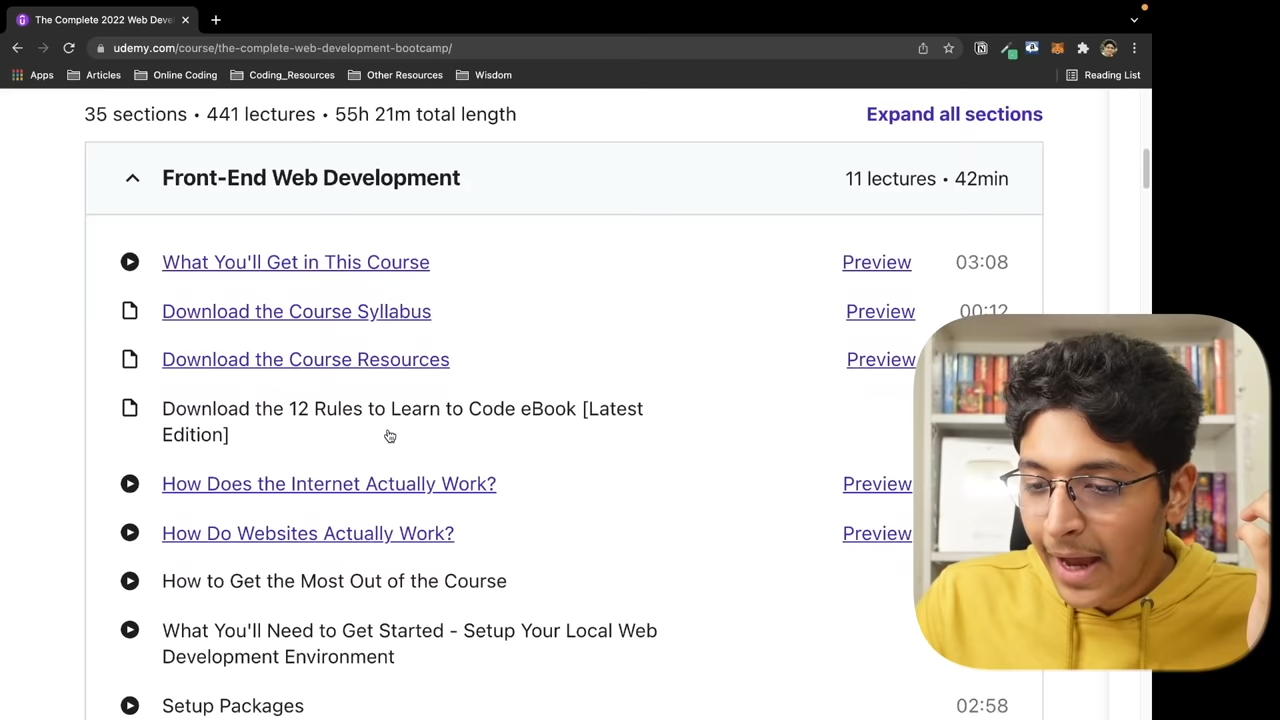 The Complete 2022 Web Deve
udemy.com/course/the-complete-web-development-bootcamp/
Apps Articles Online Coding Coding_Resources Other Resources Wisdom Reading List
35 sections • 441 lectures • 55h 21m total length Expand all sections
Front-End Web Development 11 lectures • 42min
What You'll Get in This Course Preview 03:08
Download the Course Syllabus Preview 00:12
Download the Course Resources Preview
Download the 12 Rules to Learn to Code eBook [Latest
Edition]
How Does the Internet Actually Work? Preview
How Do Websites Actually Work? Preview
How to Get the Most Out of the Course
What You'll Need to Get Started - Setup Your Local Web
Development Environment
Setup Packages 02:58